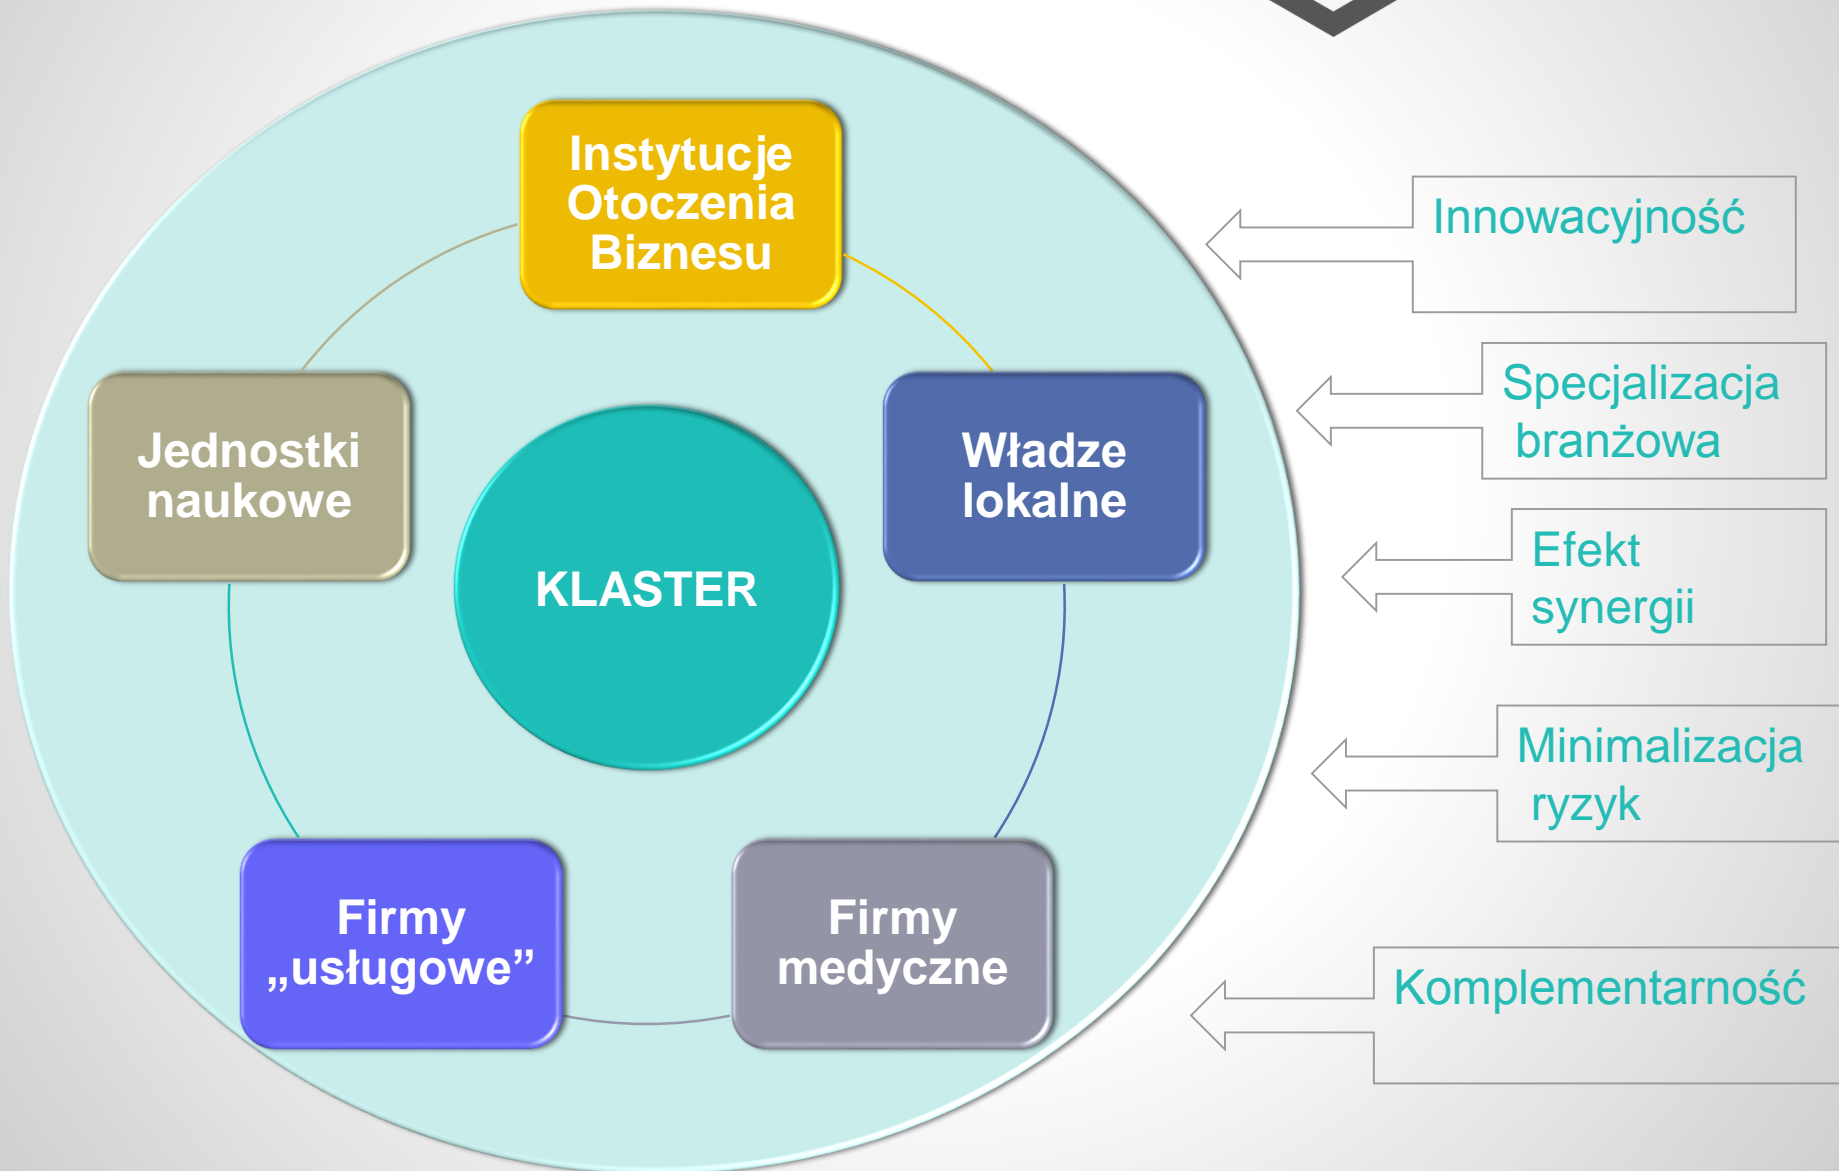 Instytucje
Otoczenia
Biznesu
Jednostki
naukowe
Władze
lokalne
KLASTER
Firmy
„usługowe”
Firmy
medyczne
Innowacyjność
Specjalizacja
branżowa
Efekt
synergii
Minimalizacja
ryzyk
Komplementarność